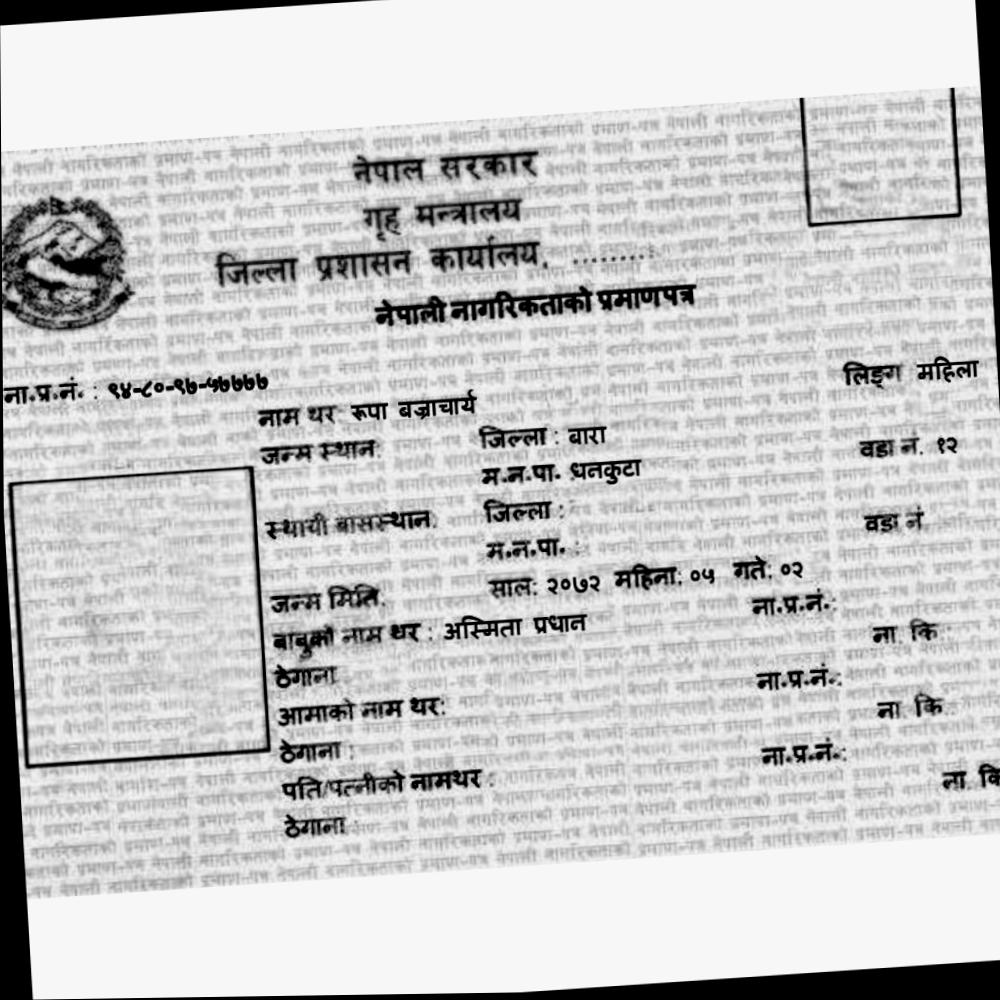 नेपाल सरकार
गृह मन्त्रालय
जिल्ला प्रशासन कार्यालय, ........
नेपाली नागरिकताको प्रमाणपत्र
ना.प्र.नं. : ९४-८०-९७-५७७७७
लिङ्ग महिला
नाम थर: रूपा बज्राचार्य
जन्म स्थान: जिल्ला : बारा
वडा नं. १२
म.न.पा. धनकुटा
स्थायी बासस्थान: जिल्ला :
वडा नं.
म.न.पा. :
जन्म मिति: साल: २०७२ महिना: ०५ गते: ०२
बाबुको नाम थर : अस्मिता प्रधान ना.प्र.नं.:
ठेगाना ना. कि.:
आमाको नाम थर: ना.प्र.नं.:
ठेगाना : ना. कि.
पति/पत्नीको नामथर : ना.प्र.नं.:
ठेगाना : ना. कि